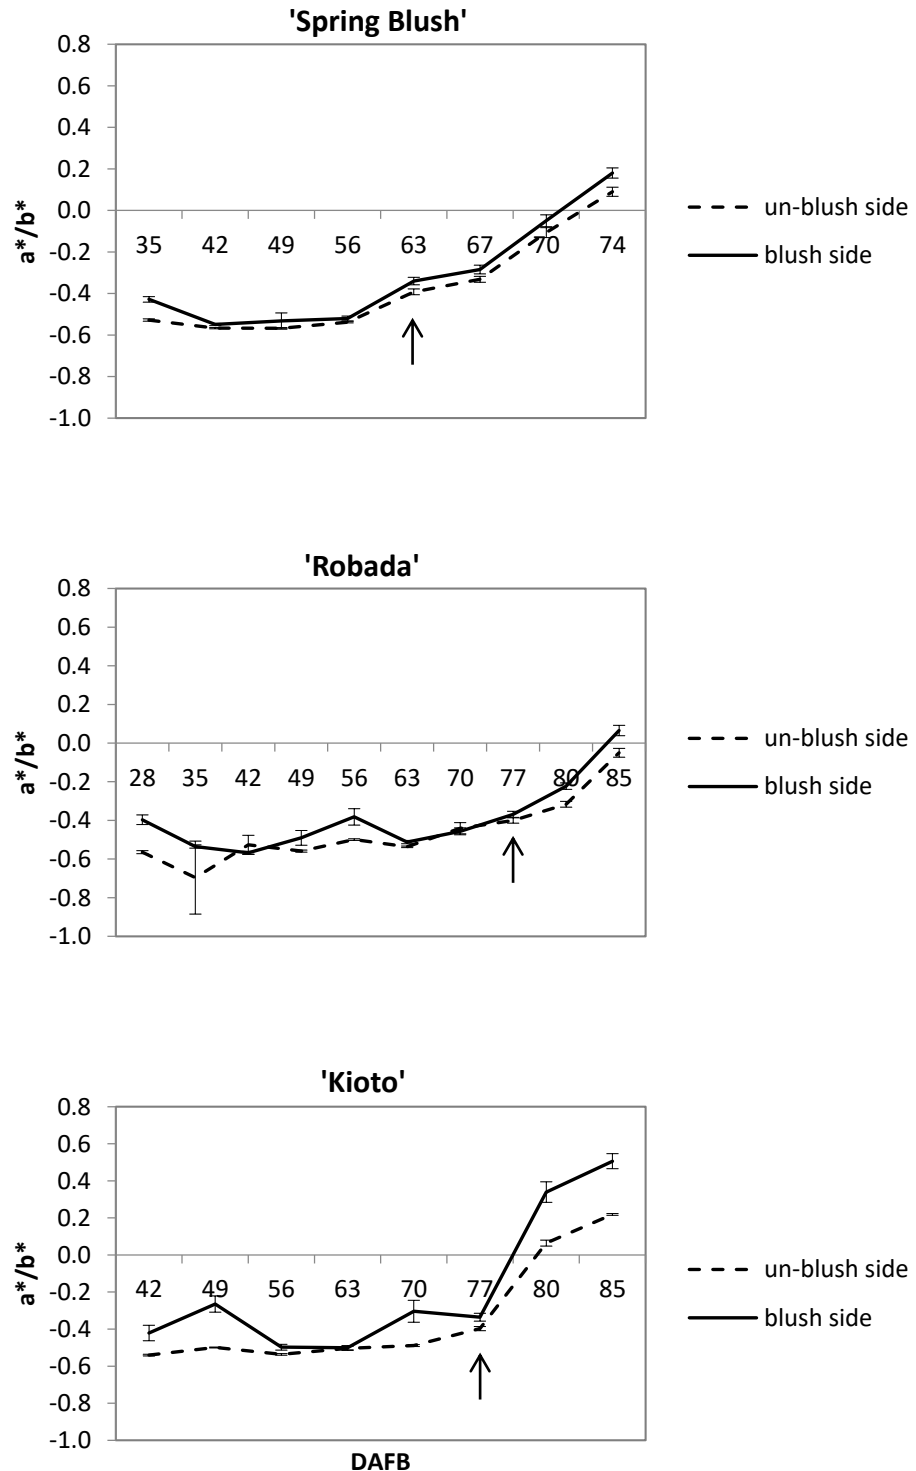 'Spring Blush'
0.8
0.6
0.4
0.2
0.0
-0.2
-0.4
-0.6
-0.8
-1.0
a*/b*
35 42 49 56 63 67 70 74
un-blush side
blush side
'Robada'
0.8
0.6
0.4
0.2
0.0
-0.2
-0.4
-0.6
-0.8
-1.0
a*/b*
28 35 42 49 56 63 70 77 80 85
un-blush side
blush side
'Kioto'
0.8
0.6
0.4
0.2
0.0
-0.2
-0.4
-0.6
-0.8
-1.0
a*/b*
42 49 56 63 70 77 80 85
un-blush side
blush side
DAFB